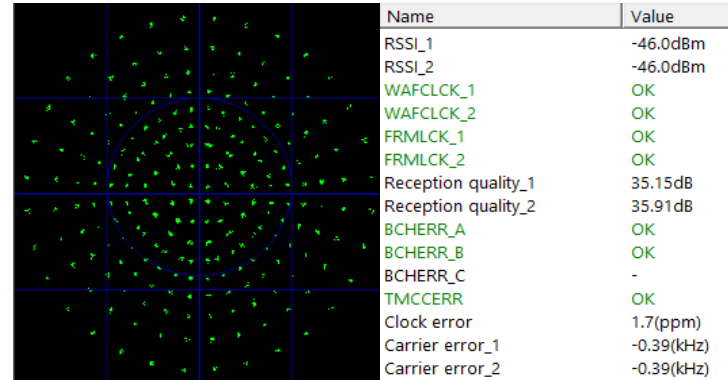 Name Value
RSSI_1 -46.0dBm
RSSI_2 -46.0dBm
WAFCLCK_1 OK
WAFCLCK_2 OK
FRMLCK_1 OK
FRMLCK_2 OK
Reception quality_1 35.15dB
Reception quality_2 35.91dB
BCHERR_A OK
BCHERR_B OK
BCHERR_C -
TMCCERR OK
Clock error 1.7(ppm)
Carrier error_1 -0.39(kHz)
Carrier error_2 -0.39(kHz)